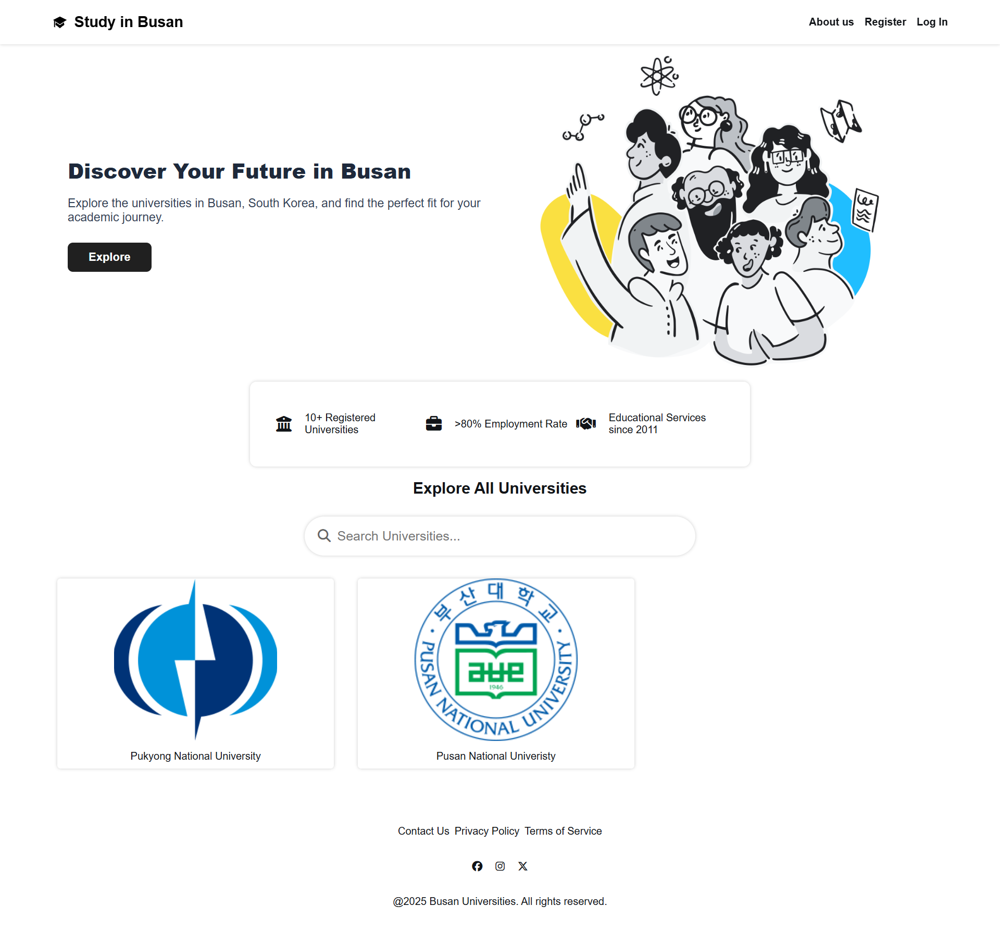 Study in Busan
About us Register Log In
Discover Your Future in Busan
Explore the universities in Busan, South Korea, and find the perfect fit for your
academic journey.
Explore
10+ Registered
Universities
>80% Employment Rate
Educational Services
since 2011
Explore All Universities
Search Universities...
부산대학교
1946
PUSAN NATIONAL UNIVERSITY
Pukyong National University
Pusan National Univeristy
Contact Us Privacy Policy Terms of Service
@2025 Busan Universities. All rights reserved.